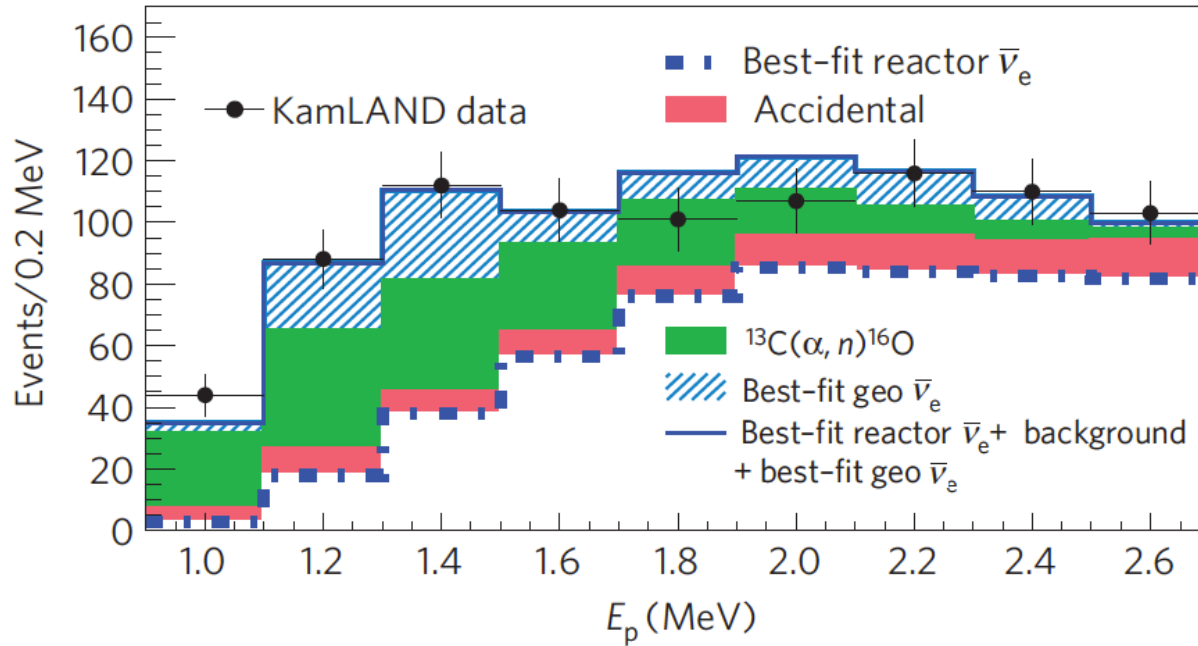 160
140
120
100
80
60
40
20
0
Events/0.2 MeV
KamLAND data
Best-fit reactor ν̅e
Accidental
¹³C(α, n)¹⁶O
Best-fit geo ν̅e
Best-fit reactor ν̅e+ background
+ best-fit geo ν̅e
1.0 1.2 1.4 1.6 1.8 2.0 2.2 2.4 2.6
Ep (MeV)